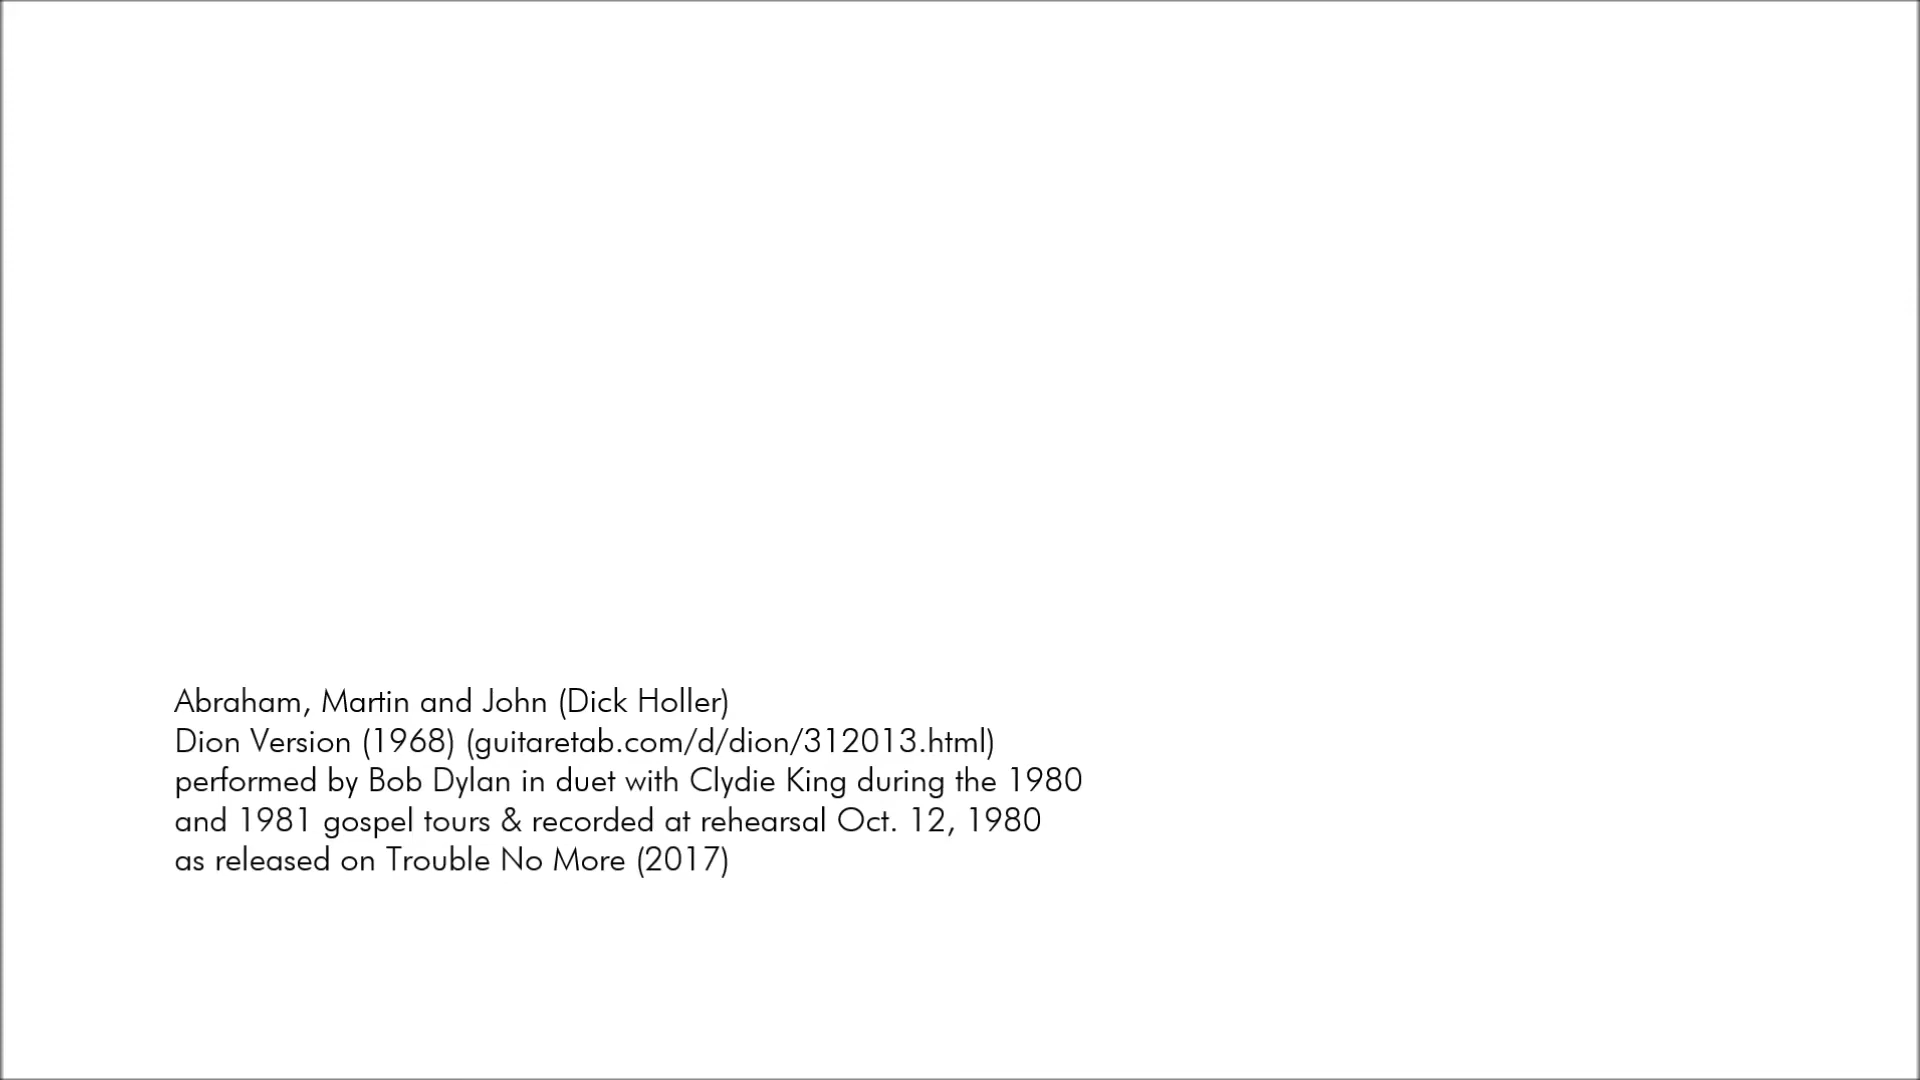 Abraham, Martin and John (Dick Holler)
Dion Version (1968) (guitaretab.com/d/dion/312013.html)
performed by Bob Dylan in duet with Clydie King during the 1980
and 1981 gospel tours & recorded at rehearsal Oct. 12, 1980
as released on Trouble No More (2017)